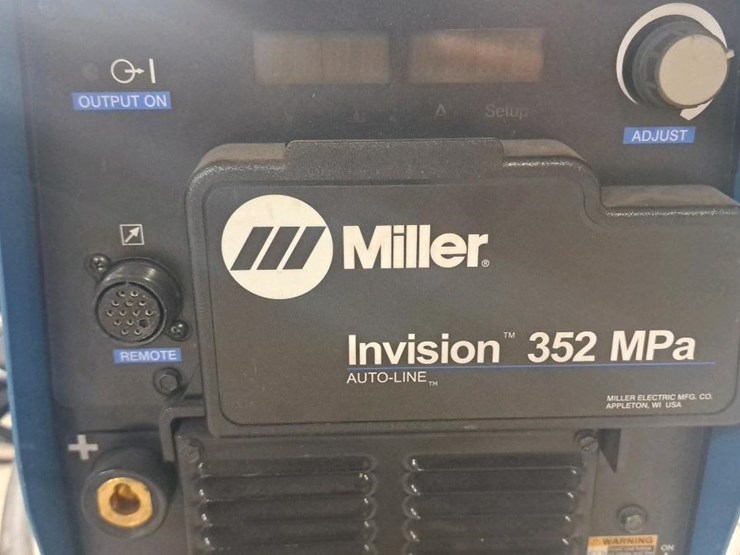 OUTPUT ON
V
A
Setup
ADJUST
Miller®
REMOTE
Invision™ 352 MPa
AUTO-LINE™
MILLER ELECTRIC MFG. CO.
APPLETON, WI USA
+
WARNING
ON